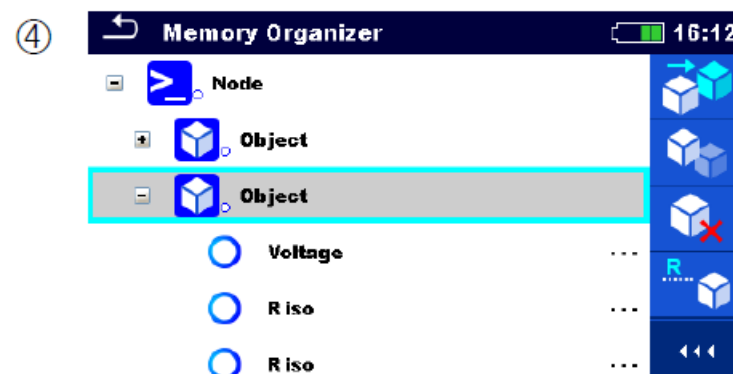 ④
Memory Organizer 16:12
Node
Object
Object
Voltage ...
R iso ...
R
R iso ...